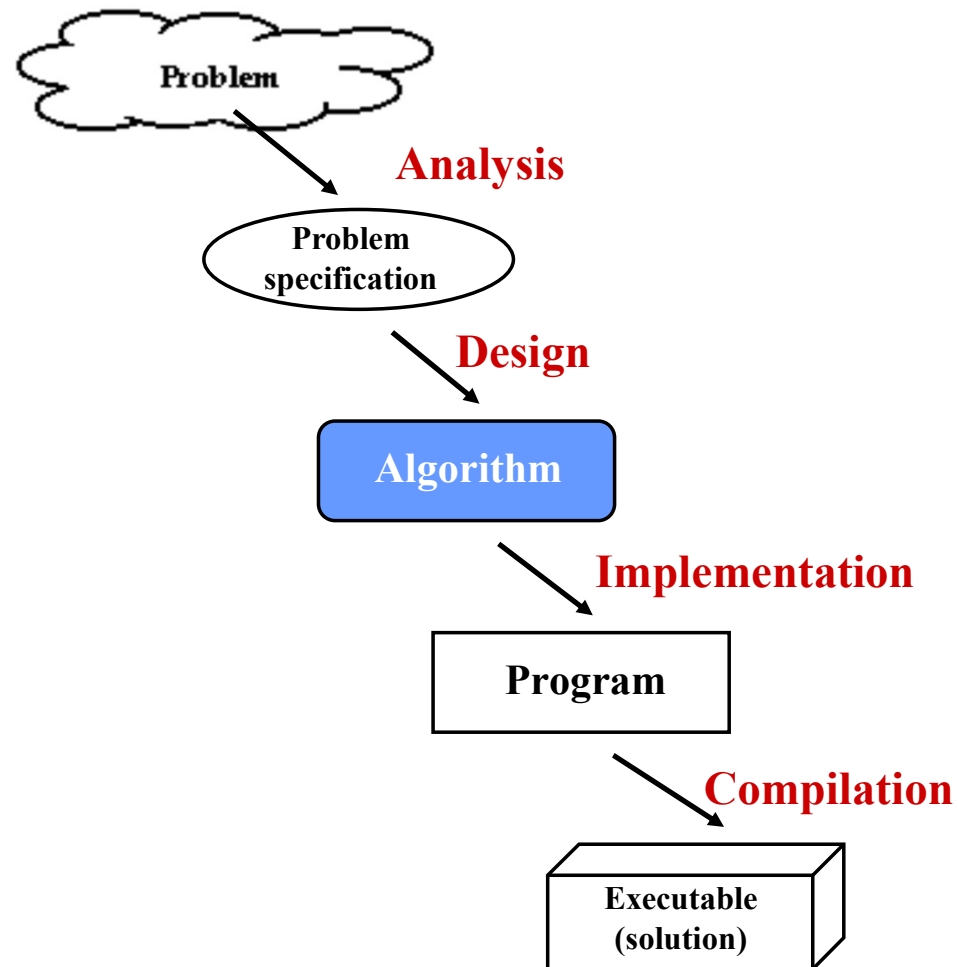 Problem
Analysis
Problem
specification
Design
Algorithm
Implementation
Program
Compilation
Executable
(solution)